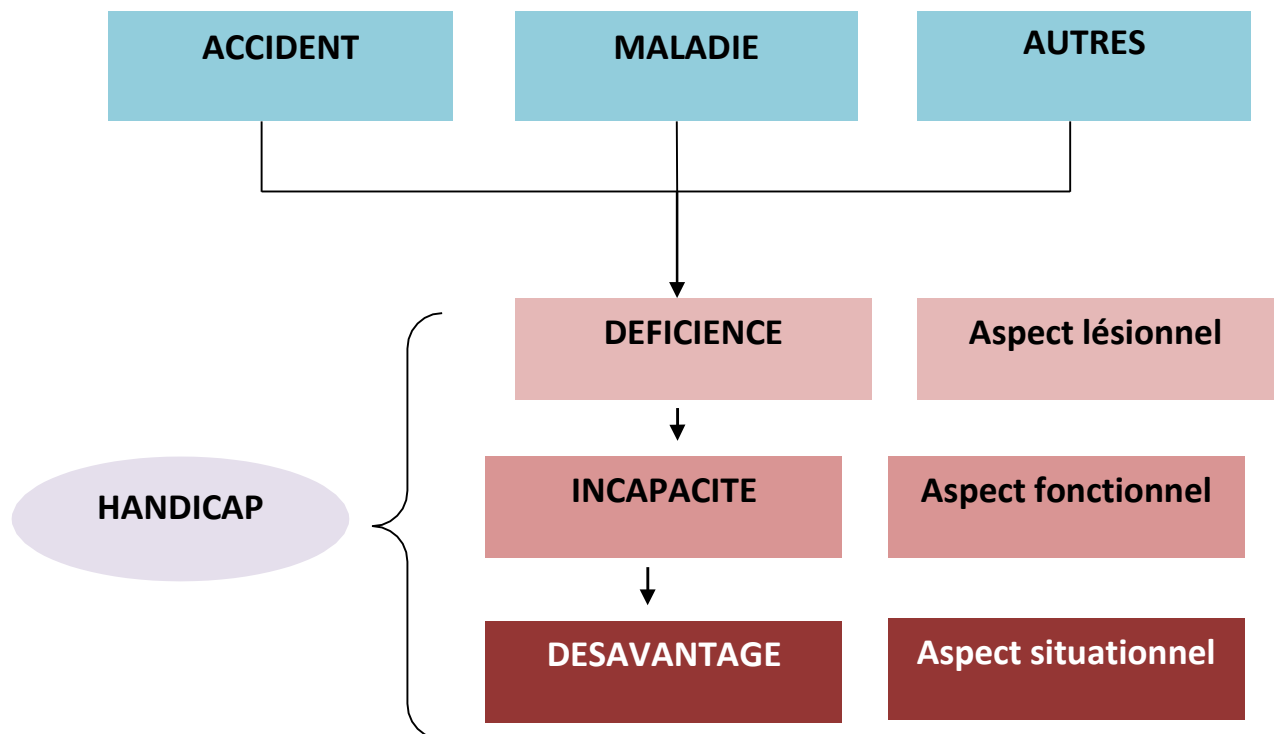 ACCIDENT
MALADIE
AUTRES
DEFICIENCE
Aspect lésionnel
HANDICAP
INCAPACITE
Aspect fonctionnel
DESAVANTAGE
Aspect situationnel